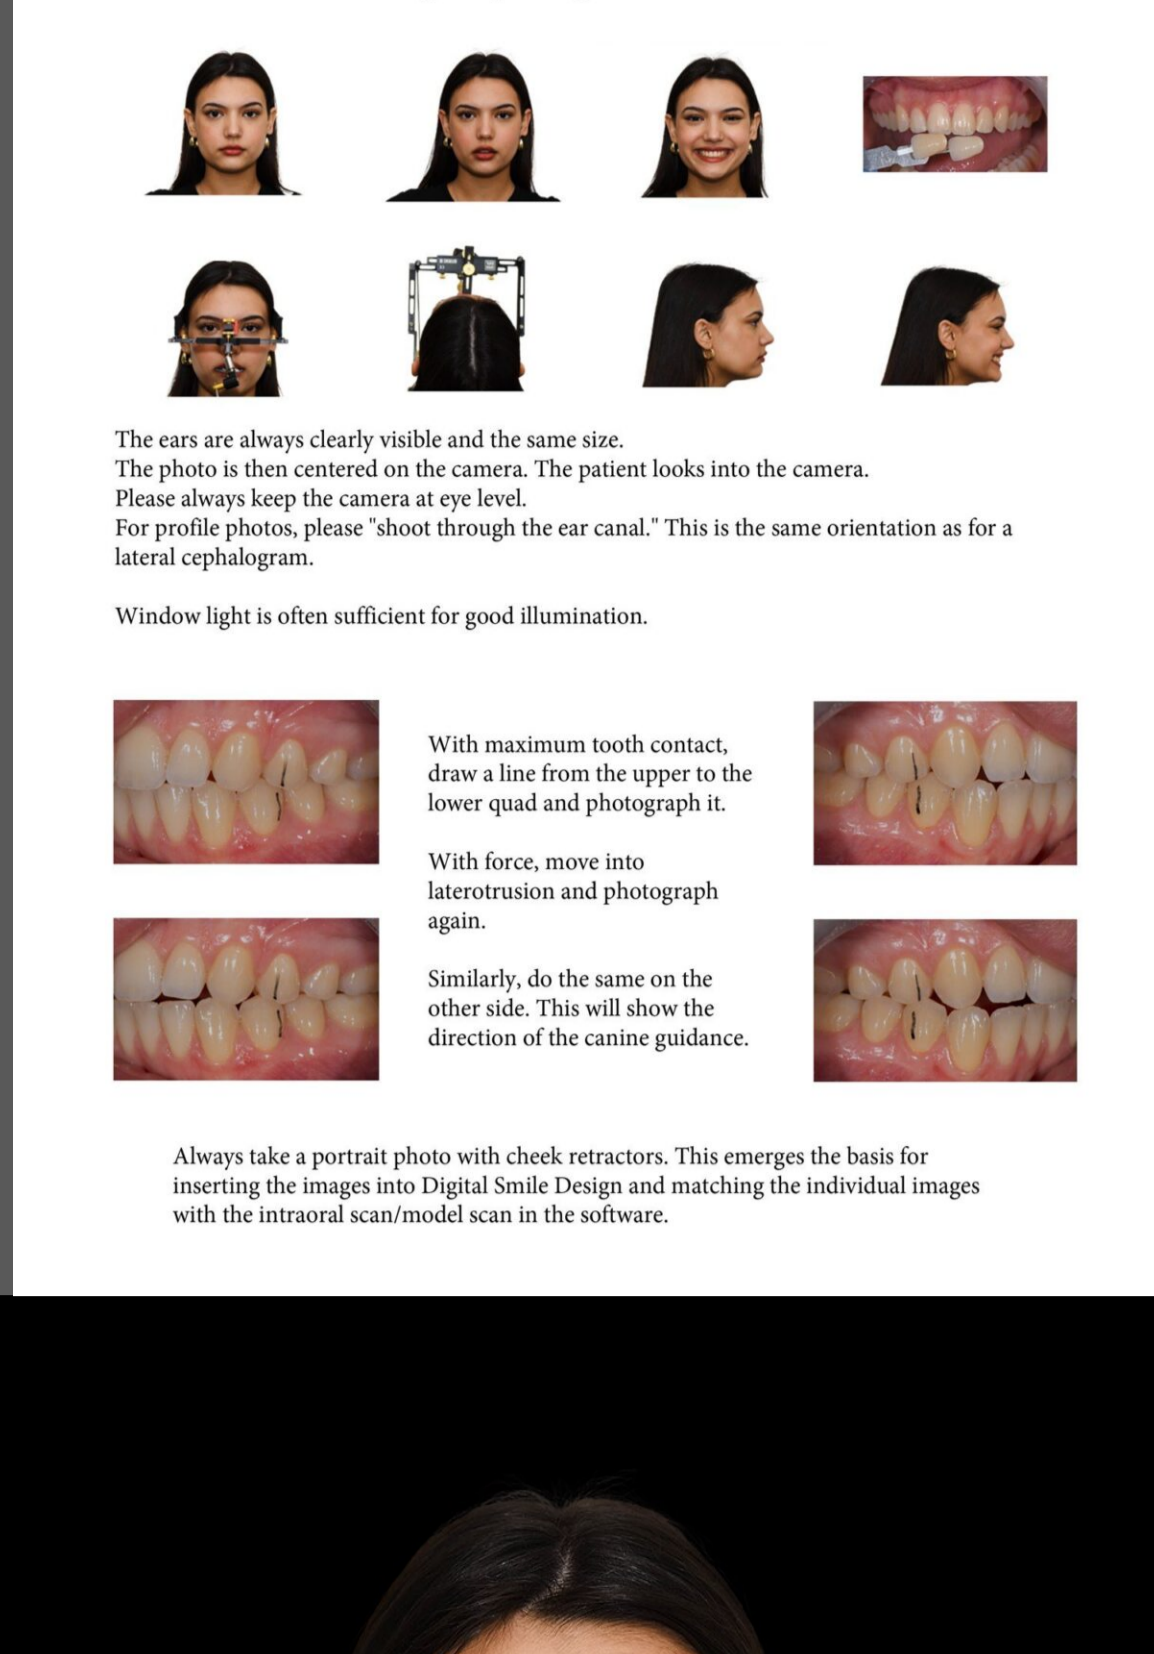 The ears are always clearly visible and the same size.
The photo is then centered on the camera. The patient looks into the camera.
Please always keep the camera at eye level.
For profile photos, please "shoot through the ear canal." This is the same orientation as for a
lateral cephalogram.
Window light is often sufficient for good illumination.
With maximum tooth contact,
draw a line from the upper to the
lower quad and photograph it.
With force, move into
laterotrusion and photograph
again.
Similarly, do the same on the
other side. This will show the
direction of the canine guidance.
Always take a portrait photo with cheek retractors. This emerges the basis for
inserting the images into Digital Smile Design and matching the individual images
with the intraoral scan/model scan in the software.